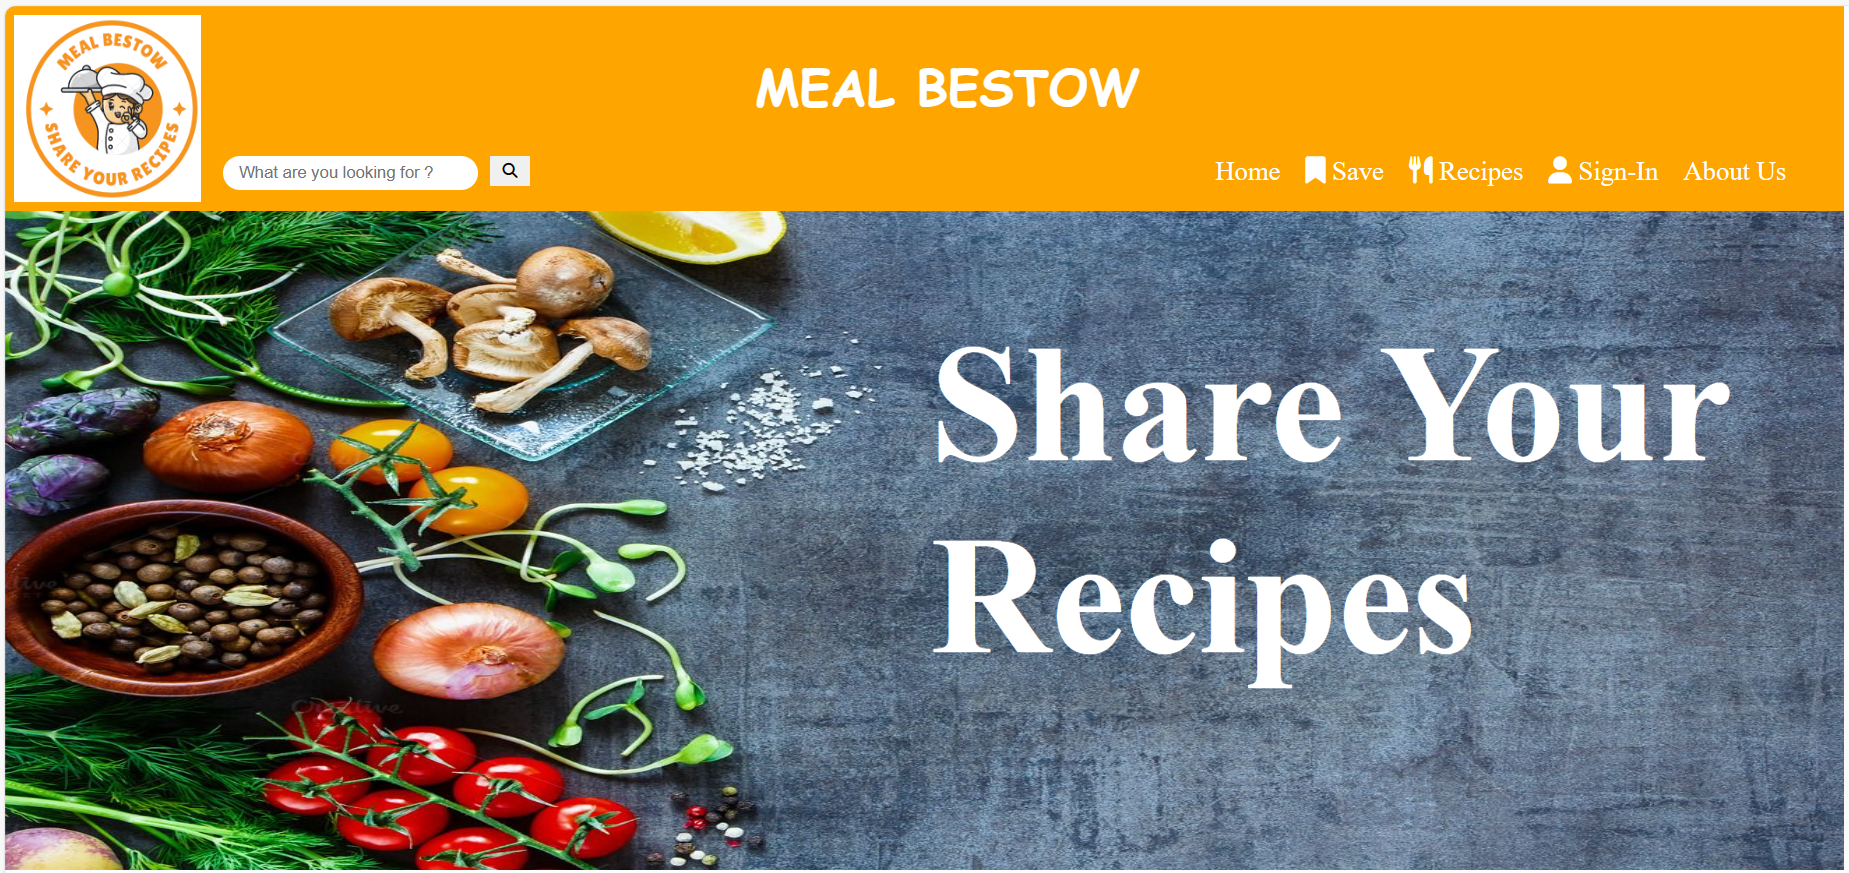 MEAL BESTOW
SHARE YOUR RECIPES
MEAL BESTOW
What are you looking for ?
Home Save Recipes Sign-In About Us
Share Your
Recipes
Creative